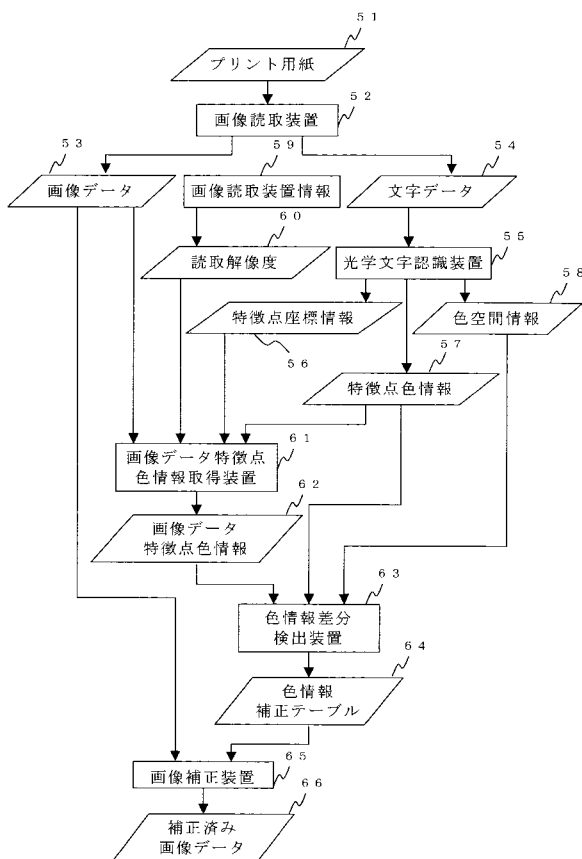 ５１
プリント用紙
５２
画像読取装置
５３
５９
５４
画像データ
画像読取装置情報
文字データ
６０
５５
読取解像度
光学文字認識装置
５８
特徴点座標情報
色空間情報
５６
５７
特徴点色情報
６１
画像データ特徴点
色情報取得装置
６２
画像データ
特徴点色情報
６３
色情報差分
検出装置
６４
色情報
補正テーブル
６５
画像補正装置
６６
補正済み
画像データ